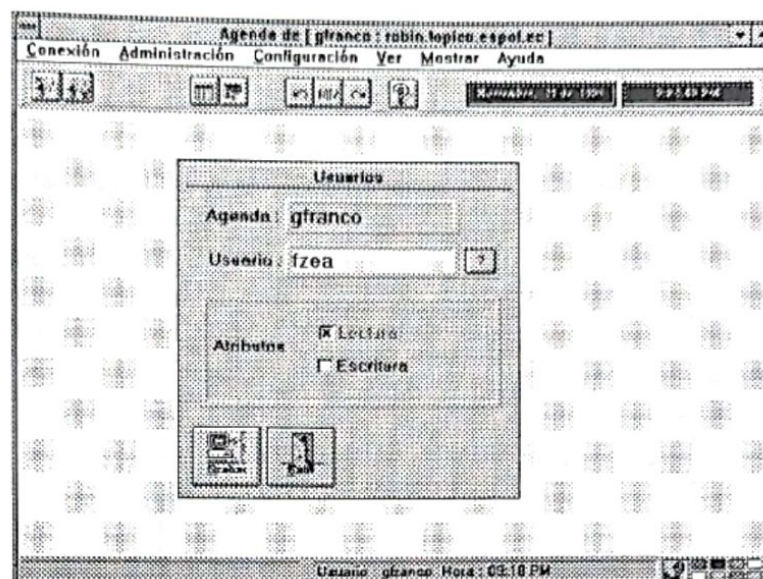 Agenda de [ gfranco : robin.topico.espol.ec ]
Conexión Administración Configuración Ver Mostrar Ayuda
Usuarios
Agenda : gfranco
Usuario : fzea ?
Lectura
Atributos
Escritura
Grabar Salir
Usuario : gfranco Hora : 03:18 PM